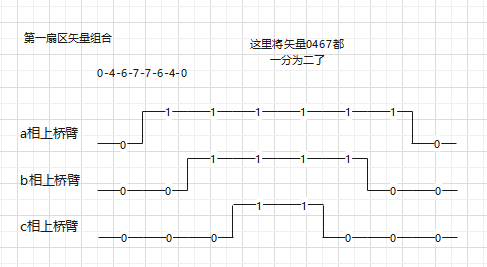 第一扇区矢量组合
这里将矢量0467都
一分为二了
0-4-6-7-7-6-4-0
a相上桥臂
0 1 1 1 1 1 1 0
b相上桥臂
0 0 1 1 1 1 0 0
c相上桥臂
0 0 0 1 1 0 0 0